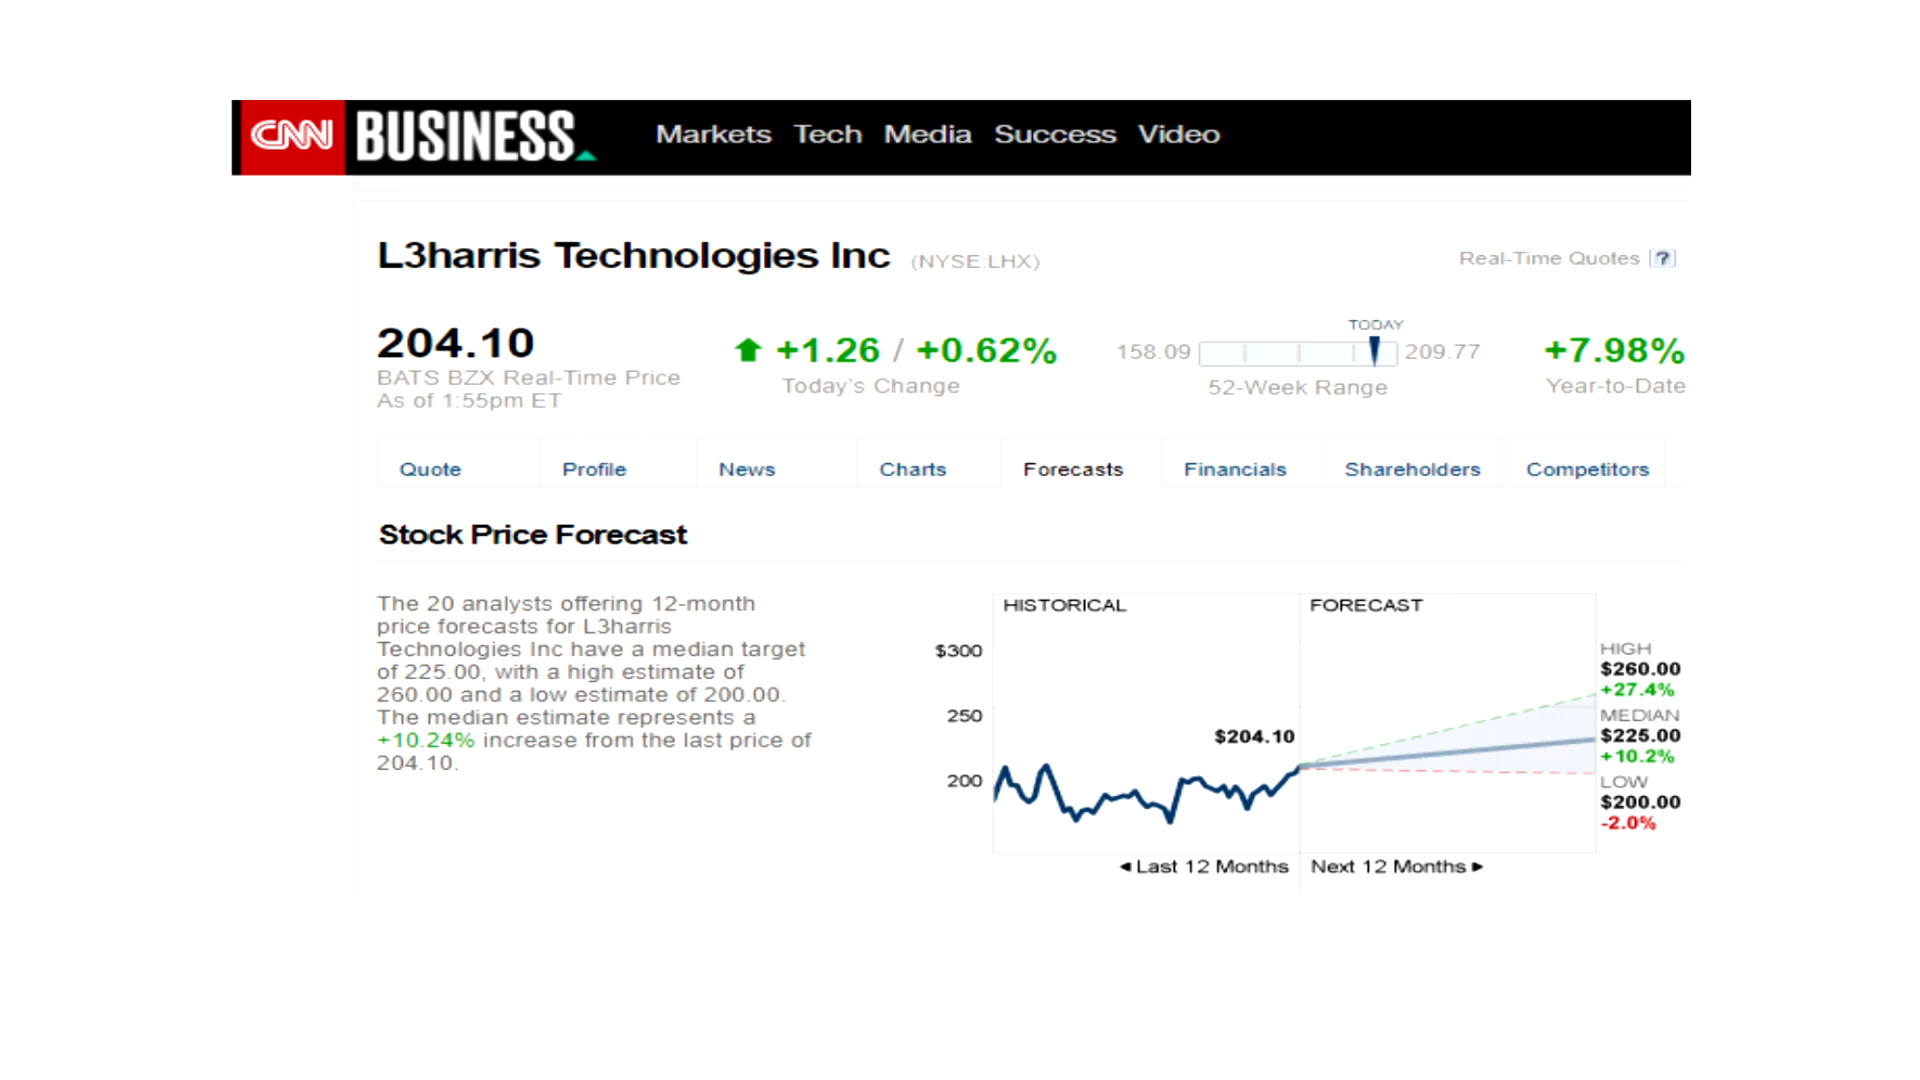 CNN BUSINESS Markets Tech Media Success Video
L3harris Technologies Inc (NYSE:LHX) Real-Time Quotes ?
TODAY
204.10 +1.26 / +0.62% 158.09 209.77 +7.98%
BATS BZX Real-Time Price Today's Change 52-Week Range Year-to-Date
As of 1:55pm ET
Quote Profile News Charts Forecasts Financials Shareholders Competitors
Stock Price Forecast
The 20 analysts offering 12-month
price forecasts for L3harris
Technologies Inc have a median target
of 225.00, with a high estimate of
260.00 and a low estimate of 200.00.
The median estimate represents a
+10.24% increase from the last price of
204.10.
HISTORICAL FORECAST
$300
250
200
$204.10
HIGH
$260.00
+27.4%
MEDIAN
$225.00
+10.2%
LOW
$200.00
-2.0%
Last 12 Months Next 12 Months